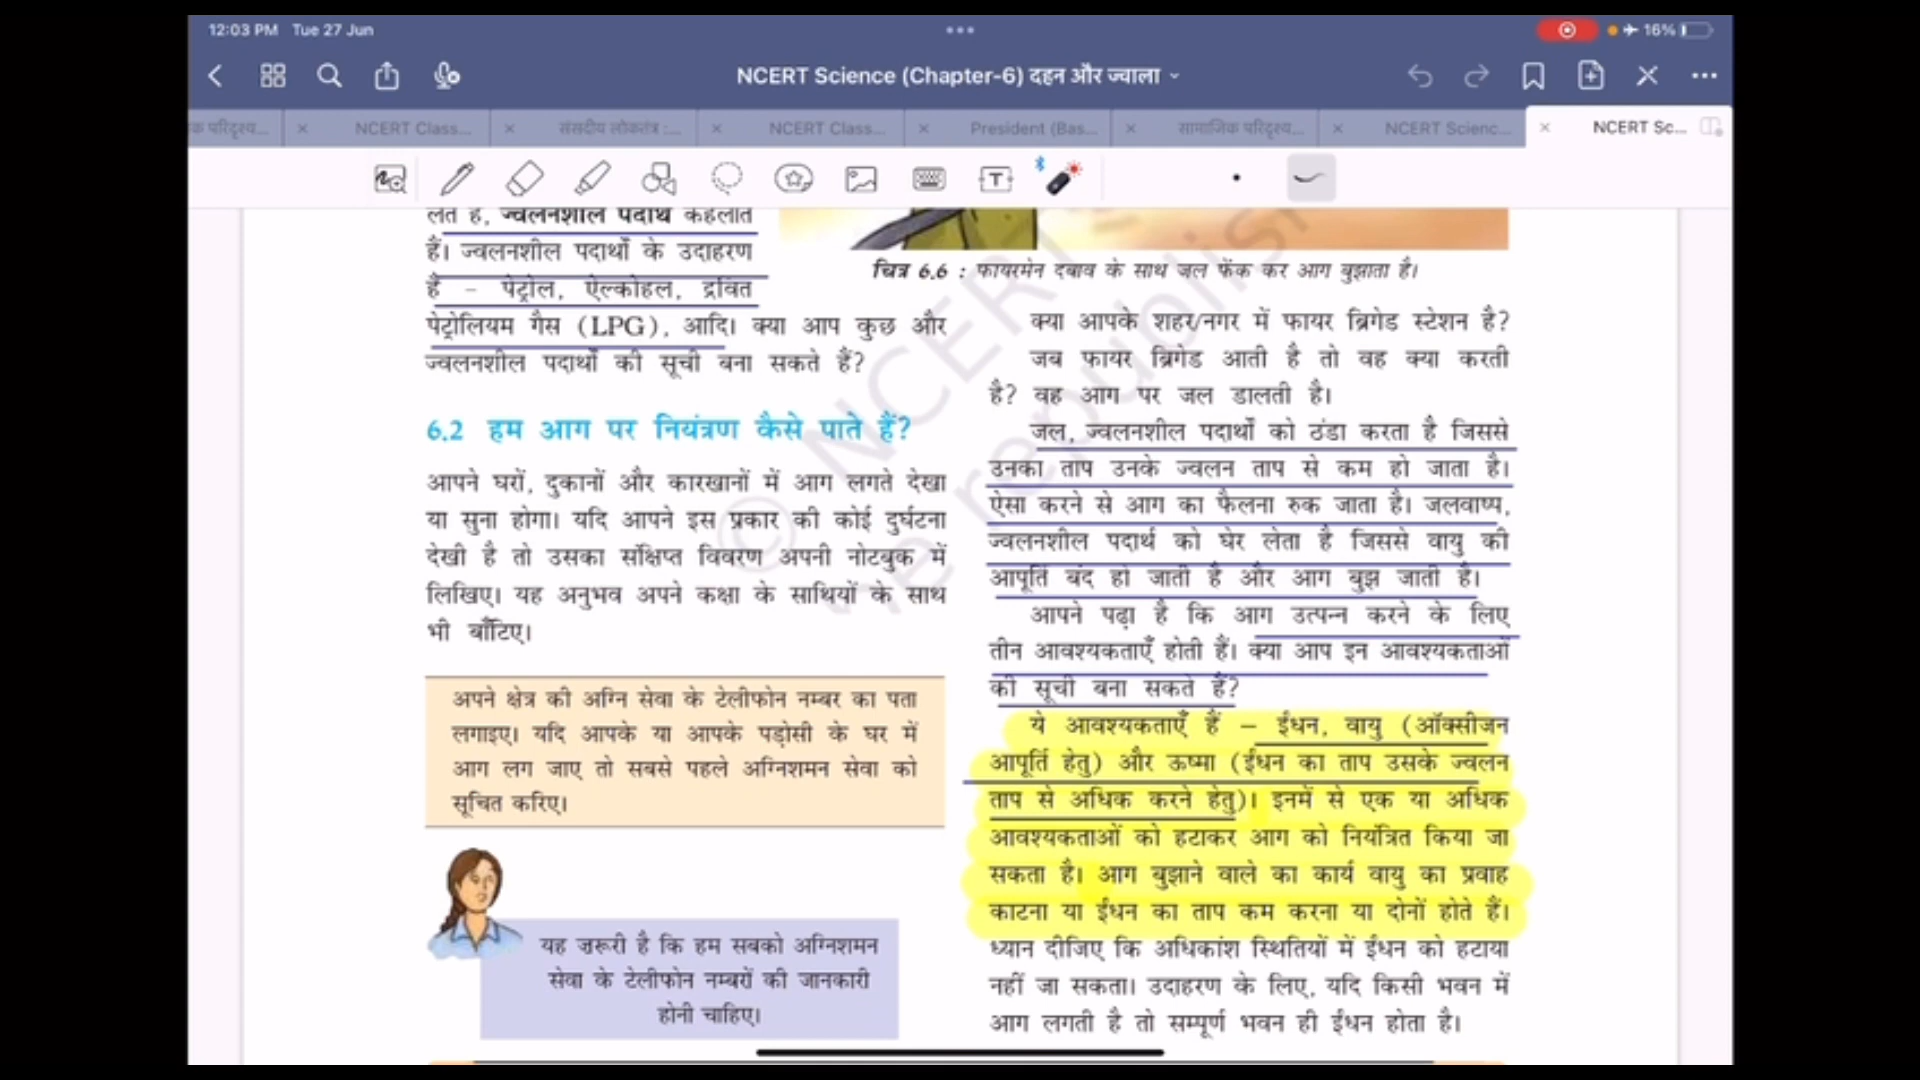 12:03 PM Tue 27 Jun
16%
NCERT Science (Chapter-6) दहन और ज्वाला
क परिदृश्य...
NCERT Class...
संसदीय लोकतंत्र :...
NCERT Class...
President (Bas...
सामाजिक परिदृश्य...
NCERT Scienc...
NCERT Sc...
लेते हैं, ज्वलनशील पदार्थ कहलाते
हैं। ज्वलनशील पदार्थों के उदाहरण
हैं – पेट्रोल, ऐल्कोहल, द्रवित
पेट्रोलियम गैस (LPG), आदि। क्या आप कुछ और
ज्वलनशील पदार्थों की सूची बना सकते हैं?
6.2 हम आग पर नियंत्रण कैसे पाते हैं?
आपने घरों, दुकानों और कारखानों में आग लगते देखा
या सुना होगा। यदि आपने इस प्रकार की कोई दुर्घटना
देखी है तो उसका संक्षिप्त विवरण अपनी नोटबुक में
लिखिए। यह अनुभव अपने कक्षा के साथियों के साथ
भी बाँटिए।
अपने क्षेत्र की अग्नि सेवा के टेलीफोन नम्बर का पता
लगाइए। यदि आपके या आपके पड़ोसी के घर में
आग लग जाए तो सबसे पहले अग्निशमन सेवा को
सूचित करिए।
यह ज़रूरी है कि हम सबको अग्निशमन
सेवा के टेलीफोन नम्बरों की जानकारी
होनी चाहिए।
चित्र 6.6 : फायरमेन दबाव के साथ जल फेंक कर आग बुझाता है।
क्या आपके शहर/नगर में फायर ब्रिगेड स्टेशन है?
जब फायर ब्रिगेड आती है तो वह क्या करती
है? वह आग पर जल डालती है।
जल, ज्वलनशील पदार्थों को ठंडा करता है जिससे
उनका ताप उनके ज्वलन ताप से कम हो जाता है।
ऐसा करने से आग का फैलना रुक जाता है। जलवाष्प,
ज्वलनशील पदार्थ को घेर लेता है जिससे वायु की
आपूर्ति बंद हो जाती है और आग बुझ जाती है।
आपने पढ़ा है कि आग उत्पन्न करने के लिए
तीन आवश्यकताएँ होती हैं। क्या आप इन आवश्यकताओं
की सूची बना सकते हैं?
ये आवश्यकताएँ हैं – ईंधन, वायु (ऑक्सीजन
आपूर्ति हेतु) और ऊष्मा (ईंधन का ताप उसके ज्वलन
ताप से अधिक करने हेतु)। इनमें से एक या अधिक
आवश्यकताओं को हटाकर आग को नियंत्रित किया जा
सकता है। आग बुझाने वाले का कार्य वायु का प्रवाह
काटना या ईंधन का ताप कम करना या दोनों होते हैं।
ध्यान दीजिए कि अधिकांश स्थितियों में ईंधन को हटाया
नहीं जा सकता। उदाहरण के लिए, यदि किसी भवन में
आग लगती है तो सम्पूर्ण भवन ही ईंधन होता है।
© NCERT
be republish